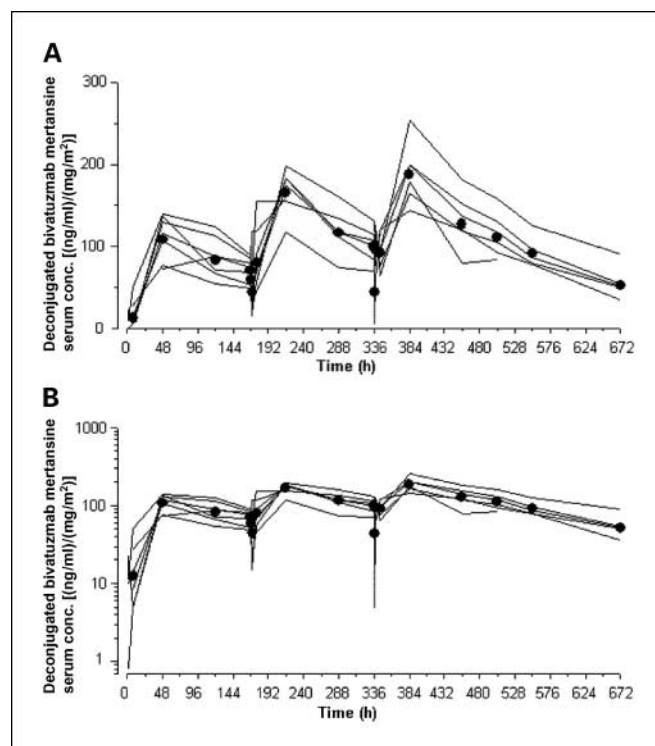 A
Deconjugated bivatuzmab mertansine
serum conc. [(ng/ml)/(mg/m²)]
300
200
100
0
0 48 96 144 192 240 288 336 384 432 480 528 576 624 672
Time (h)
B
Deconjugated bivatuzmab mertansine
serum conc. [(ng/ml)/(mg/m²)]
1000
100
10
1
0 48 96 144 192 240 288 336 384 432 480 528 576 624 672
Time (h)